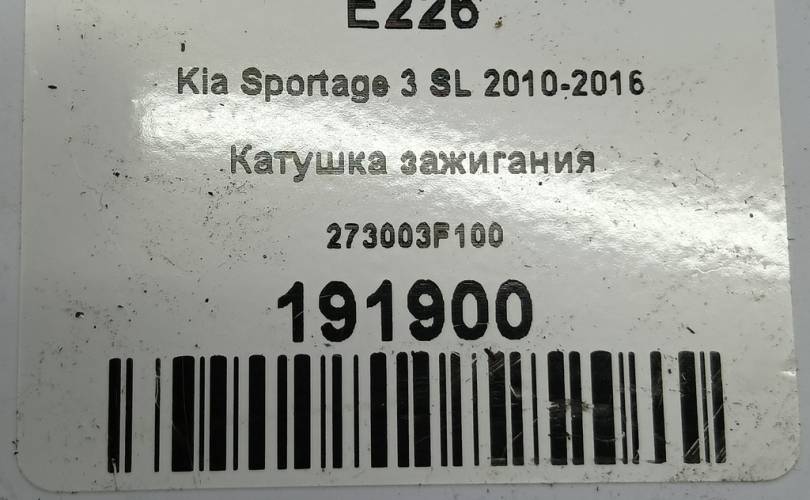 E226
Kia Sportage 3 SL 2010-2016
Катушка зажигания
273003F100
191900